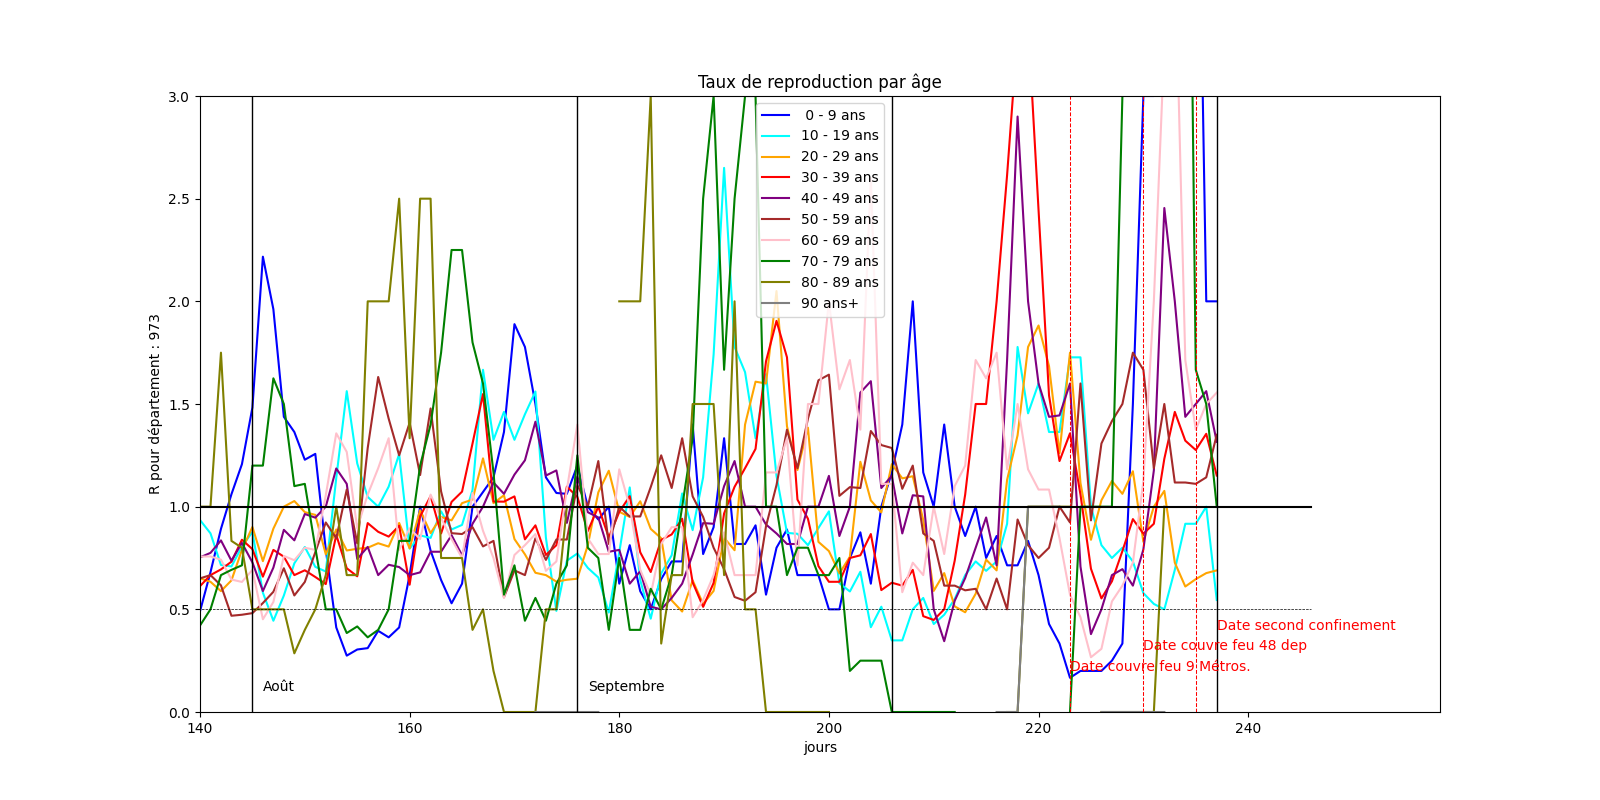 Taux de reproduction par âge
3.0
2.5
2.0
1.5
1.0
0.5
0.0
R pour département : 973
0 - 9 ans
10 - 19 ans
20 - 29 ans
30 - 39 ans
40 - 49 ans
50 - 59 ans
60 - 69 ans
70 - 79 ans
80 - 89 ans
90 ans+
Date second confinement
Date couvre feu 48 dep
Date couvre feu 9 Métros.
Août
Septembre
140 160 180 200 220 240
jours